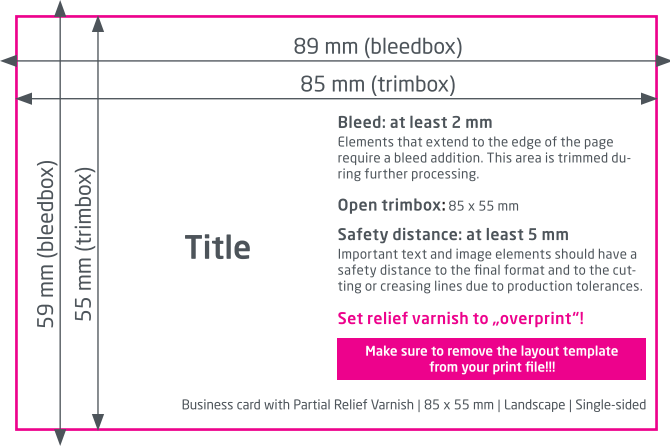 89 mm (bleedbox)
85 mm (trimbox)
59 mm (bleedbox)
55 mm (trimbox)
Title
Bleed: at least 2 mm
Elements that extend to the edge of the page
require a bleed addition. This area is trimmed du-
ring further processing.
Open trimbox: 85 x 55 mm
Safety distance: at least 5 mm
Important text and image elements should have a
safety distance to the final format and to the cut-
ting or creasing lines due to production tolerances.
Set relief varnish to „overprint“!
Make sure to remove the layout template
from your print file!!!
Business card with Partial Relief Varnish | 85 x 55 mm | Landscape | Single-sided